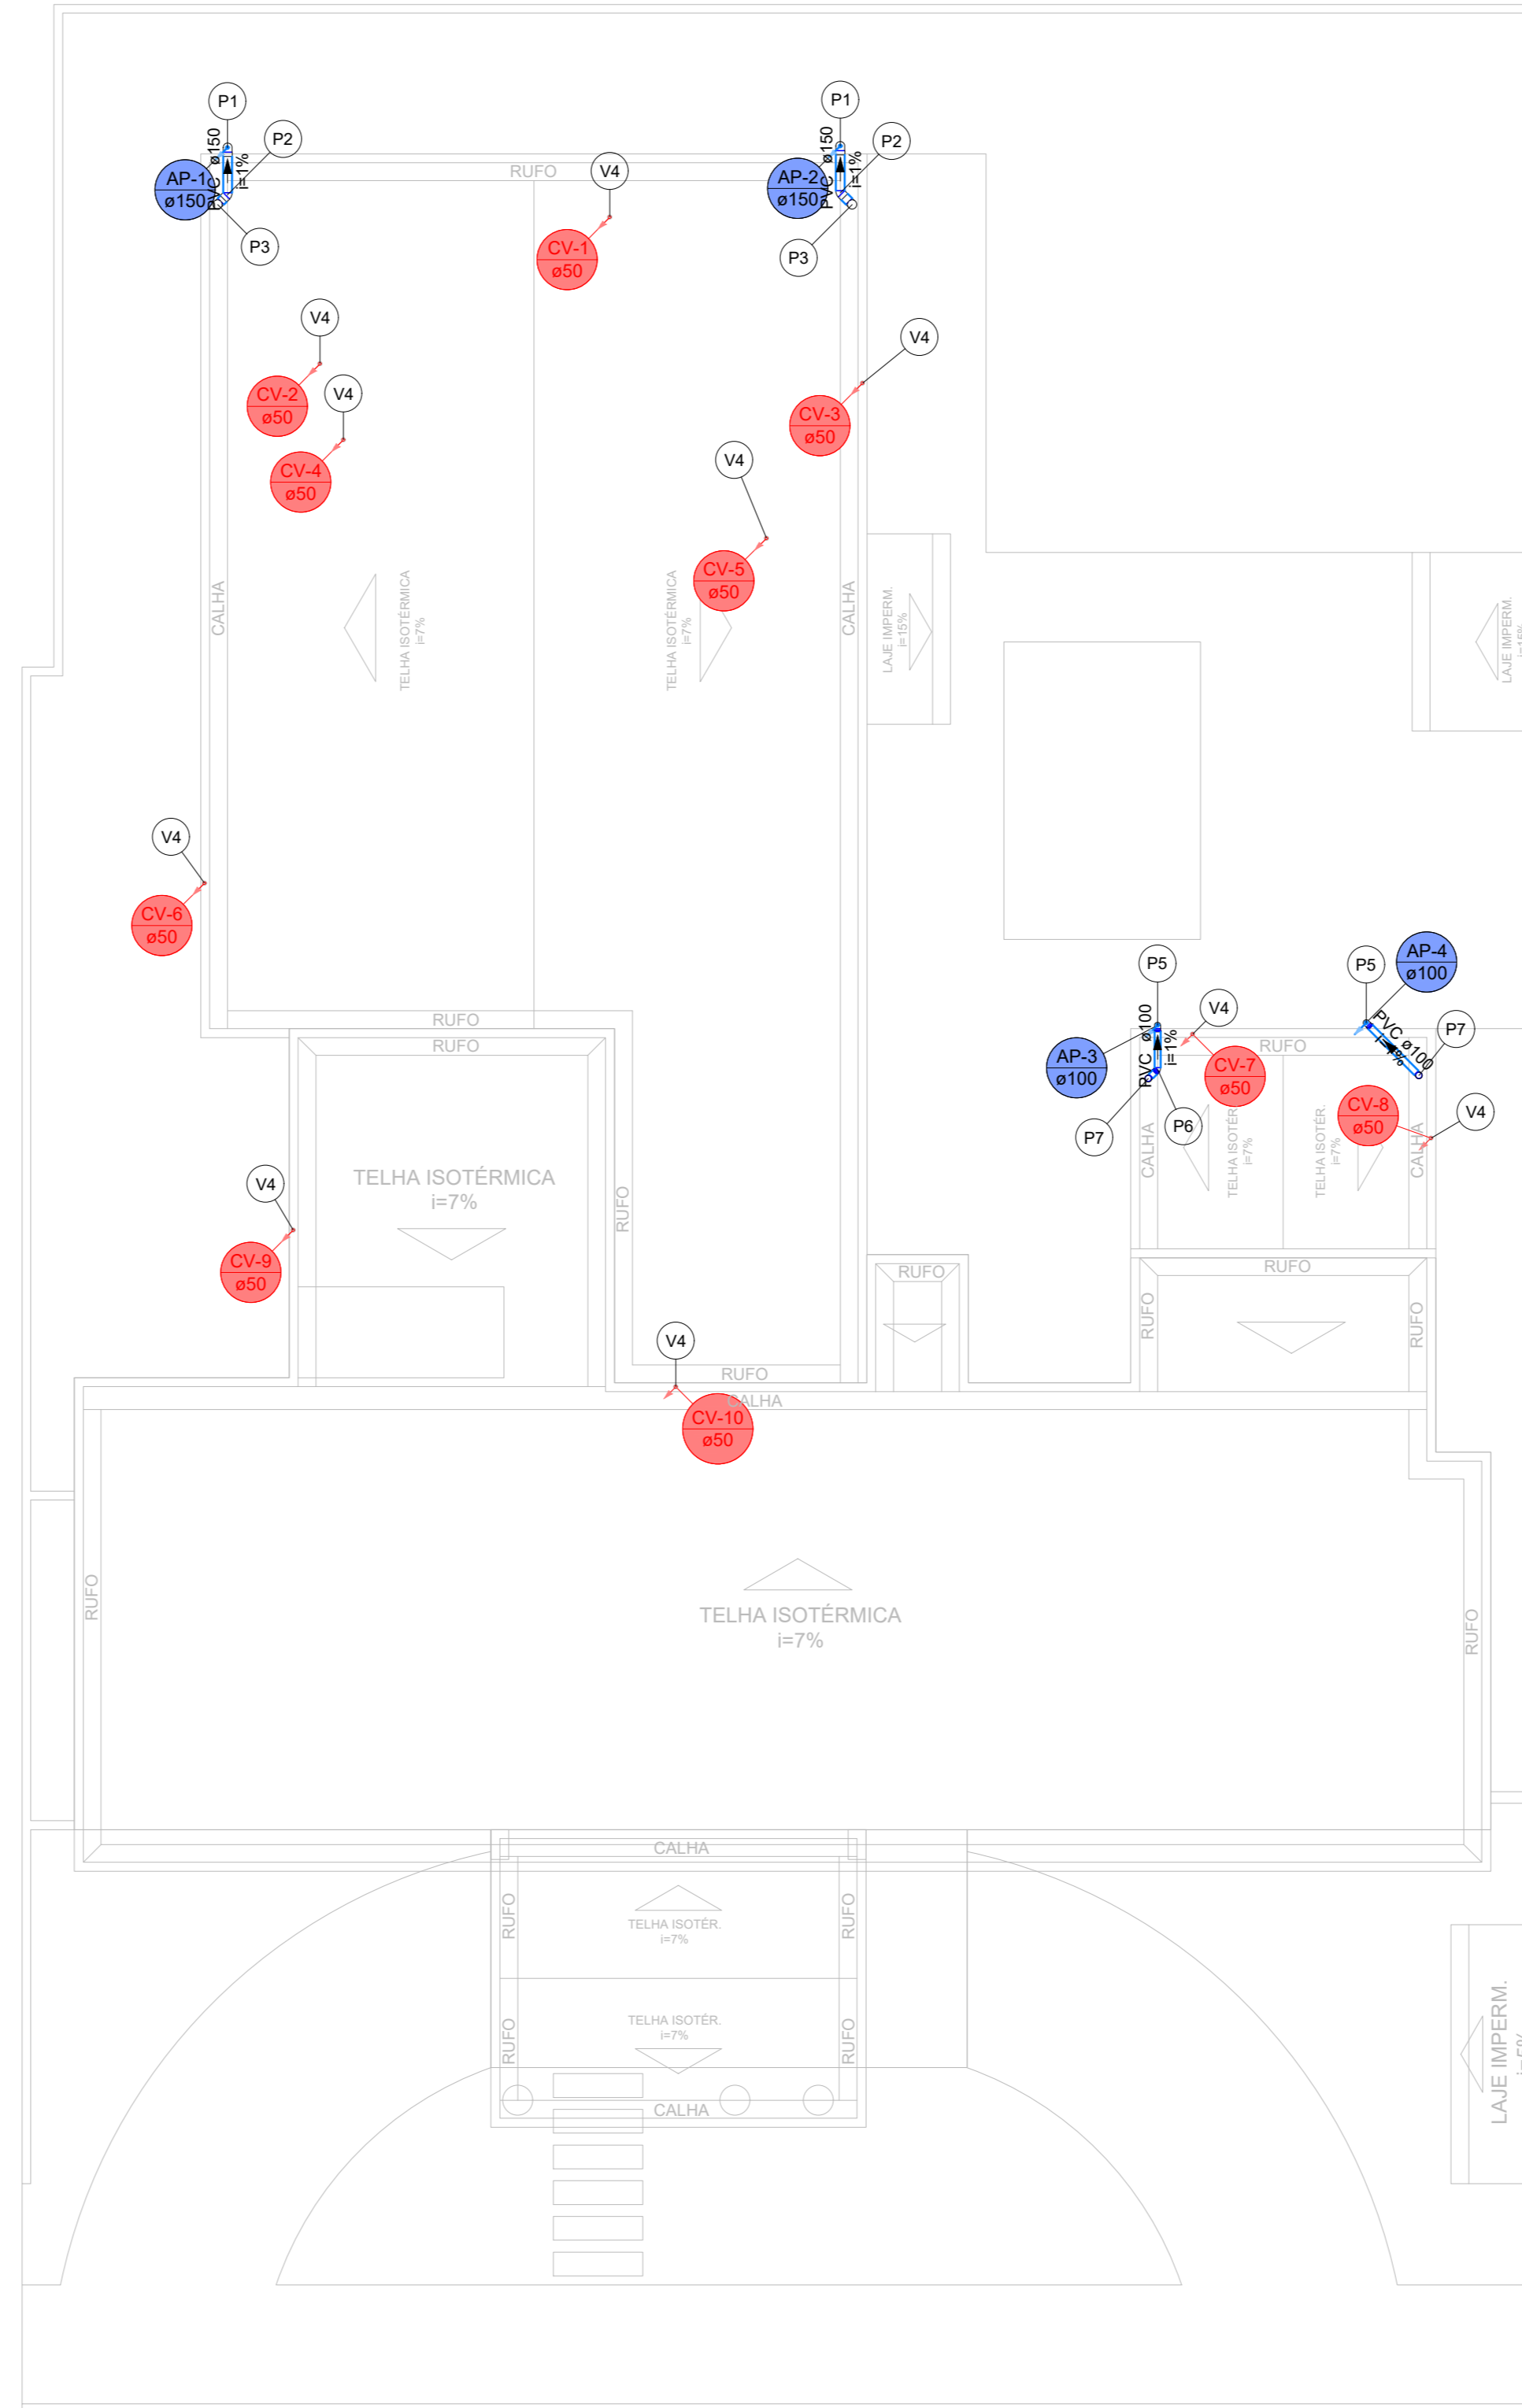 P1
PVC ø150
i=1%
P2
AP-1
ø150
P3
RUFO
V4
CV-1
ø50
P1
PVC ø150
i=1%
P2
AP-2
ø150
P3
V4
CV-2
ø50
V4
CV-4
ø50
V4
CV-3
ø50
V4
CV-5
ø50
CALHA
TELHA ISOTÉRMICA
i=7%
TELHA ISOTÉRMICA
i=7%
CALHA
LAJE IMPERM.
i=15%
LAJE IMPERM.
i=15%
V4
CV-6
ø50
P5
PVC ø100
i=1%
AP-3
ø100
P7
P6
V4
CV-7
ø50
P5
AP-4
ø100
PVC ø100
i=1%
P7
RUFO
CV-8
ø50
V4
CALHA
TELHA ISOTÉR.
i=7%
TELHA ISOTÉR.
i=7%
CALHA
RUFO
RUFO
TELHA ISOTÉRMICA
i=7%
RUFO
V4
CV-9
ø50
RUFO
RUFO
RUFO
RUFO
V4
RUFO
CALHA
CV-10
ø50
RUFO
TELHA ISOTÉRMICA
i=7%
RUFO
CALHA
RUFO
TELHA ISOTÉR.
i=7%
RUFO
RUFO
TELHA ISOTÉR.
i=7%
RUFO
CALHA
LAJE IMPERM.
i=5%